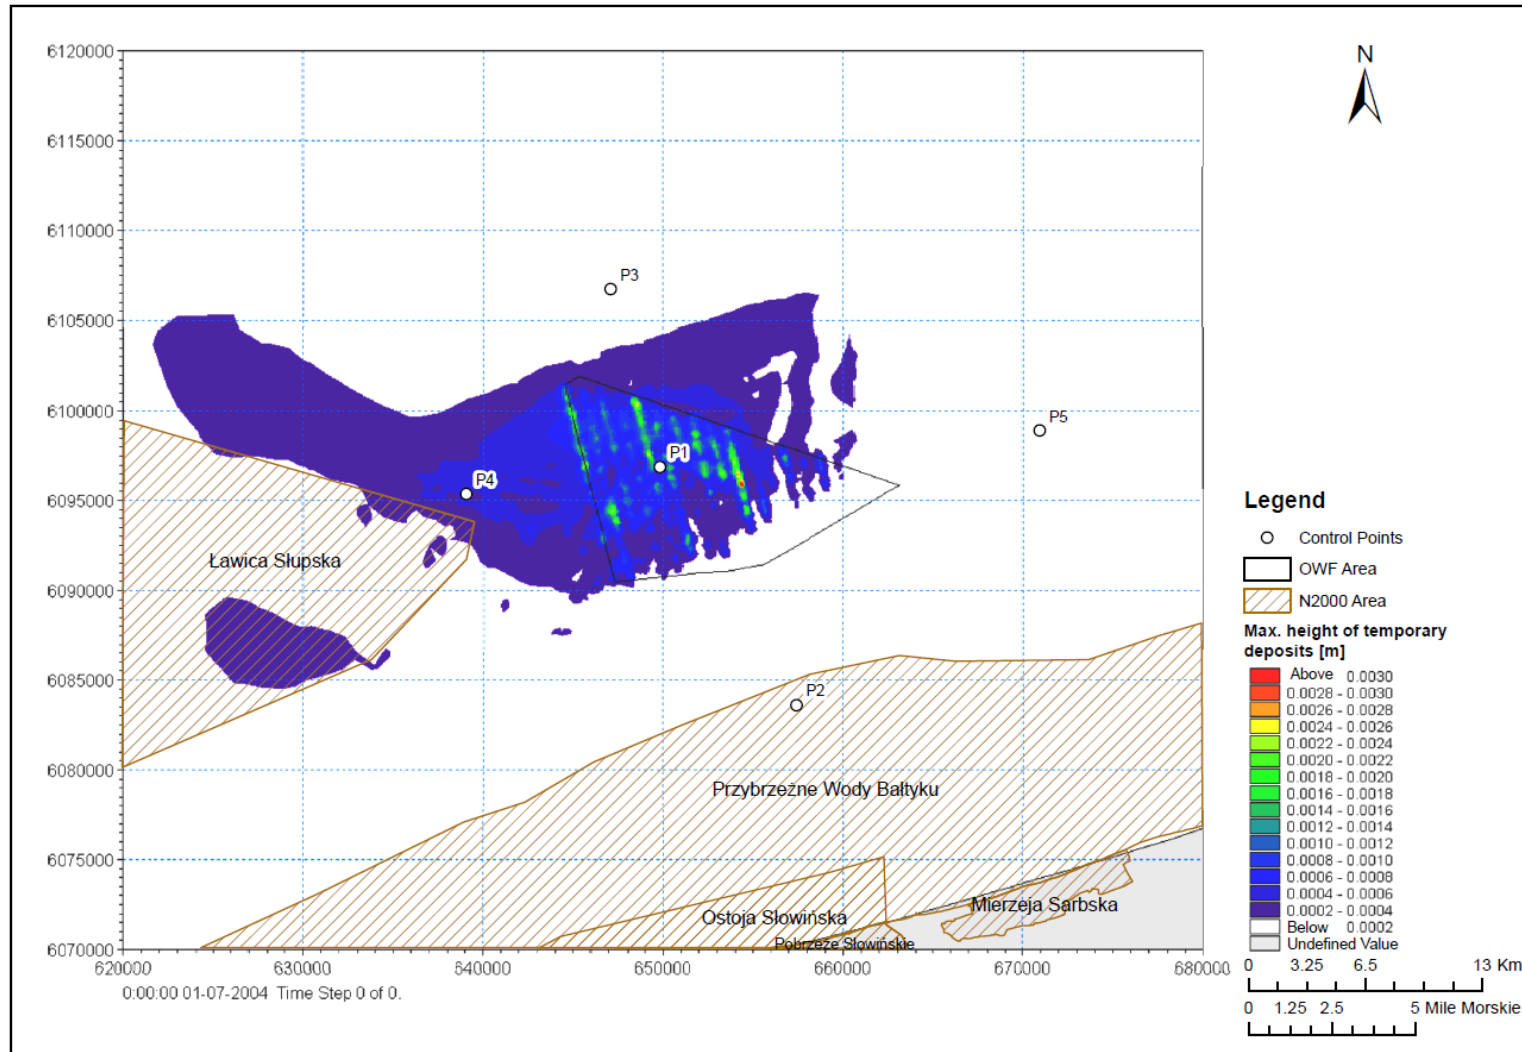 6120000
6115000
6110000
6105000
6100000
6095000
6090000
6085000
6080000
6075000
6070000
620000
630000
640000
650000
660000
670000
680000
0:00:00 01-07-2004 Time Step 0 of 0.
P3
P5
P1
P4
P2
Ławica Słupska
Przybrzeżne Wody Bałtyku
Ostoja Słowińska
Mierzeja Sarbska
Pobrzeże Słowińskie
N
Legend
Control Points
OWF Area
N2000 Area
Max. height of temporary
deposits [m]
Above 0.0030
0.0028 - 0.0030
0.0026 - 0.0028
0.0024 - 0.0026
0.0022 - 0.0024
0.0020 - 0.0022
0.0018 - 0.0020
0.0016 - 0.0018
0.0014 - 0.0016
0.0012 - 0.0014
0.0010 - 0.0012
0.0008 - 0.0010
0.0006 - 0.0008
0.0004 - 0.0006
0.0002 - 0.0004
Below 0.0002
Undefined Value
0 3.25 6.5 13 Km
0 1.25 2.5 5 Mile Morskie